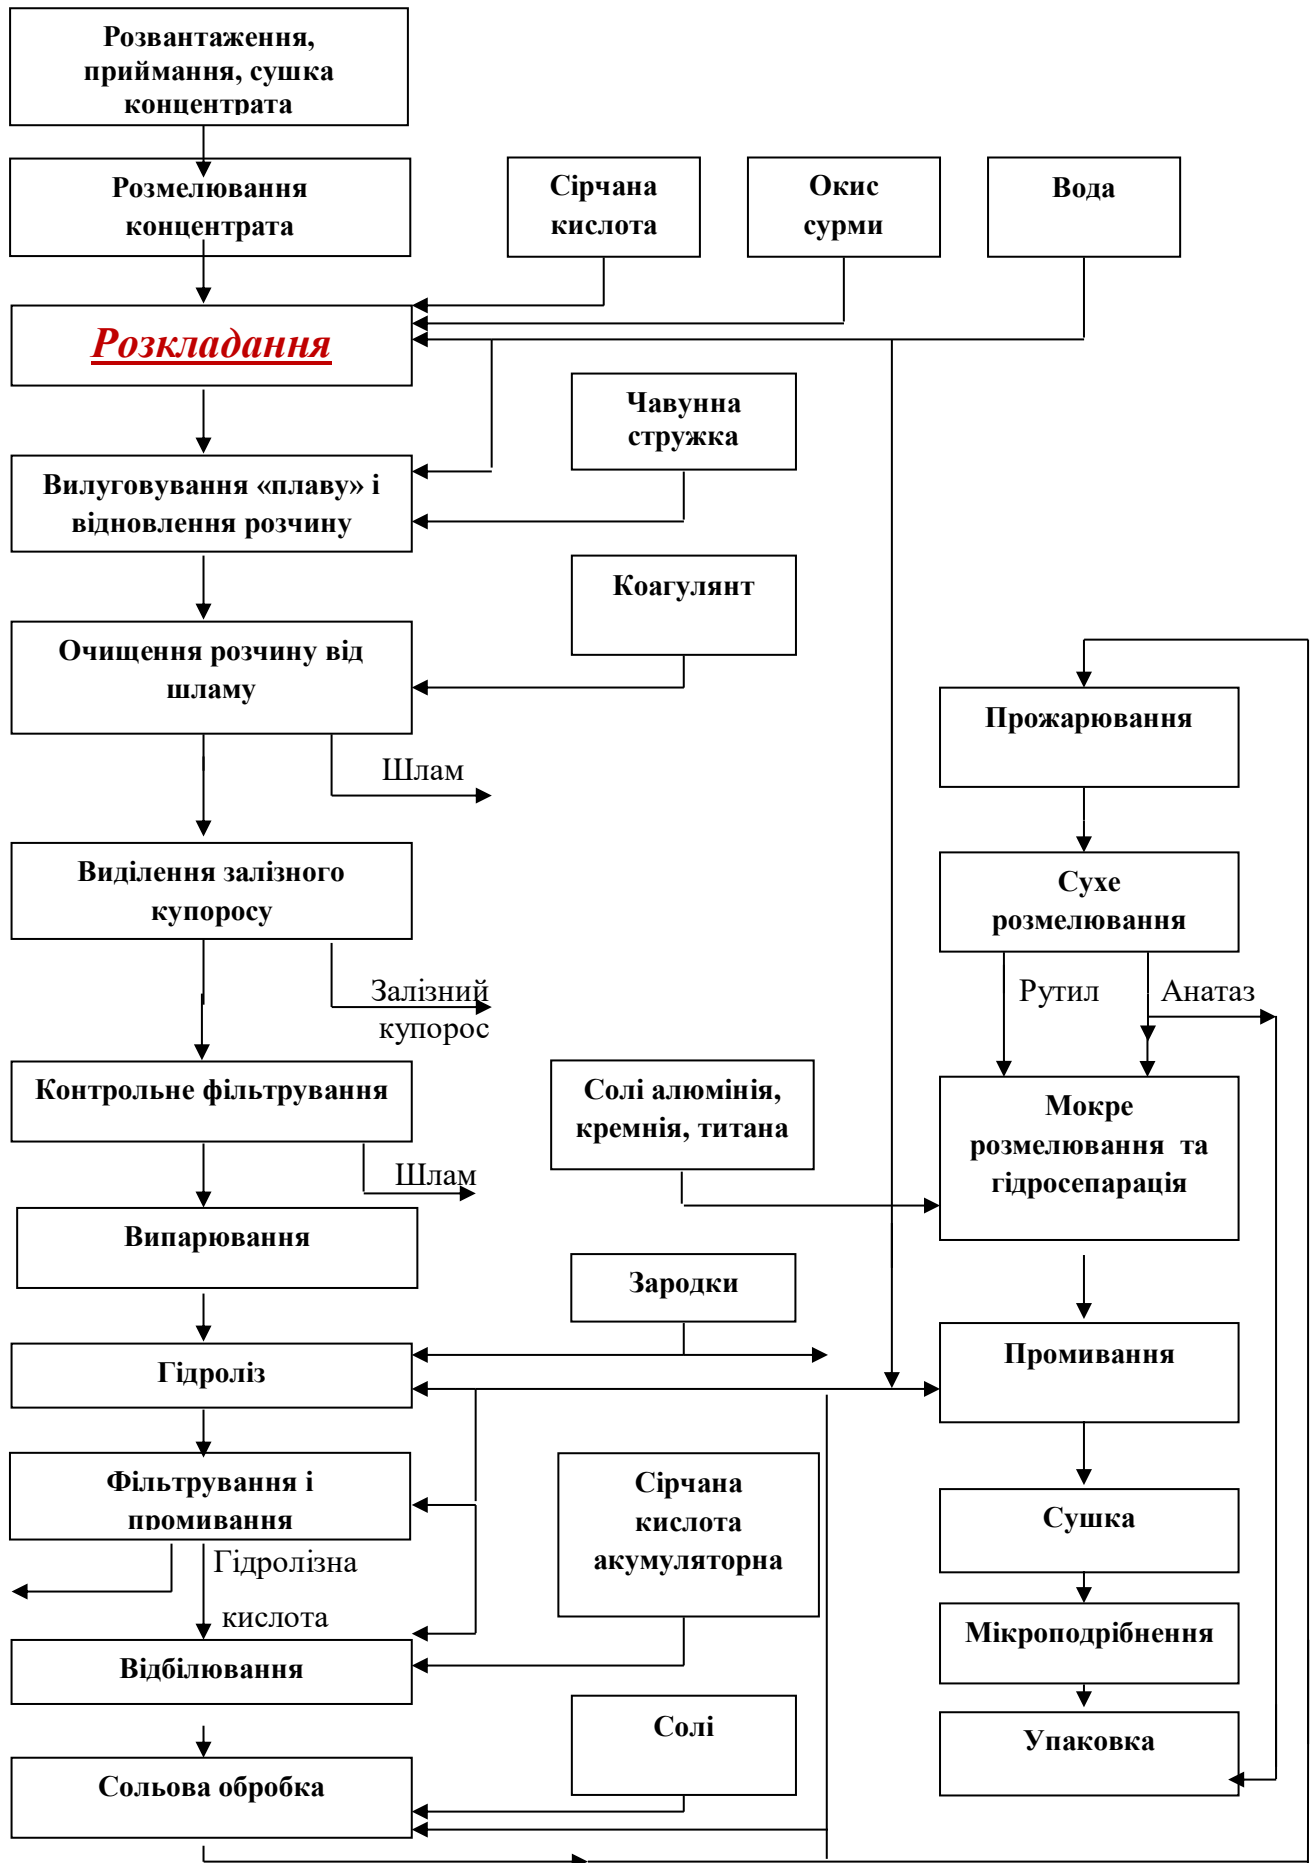 Розвантаження,
приймання, сушка
концентрата
Розмелювання
концентрата
Сірчана
кислота
Окис
сурми
Вода
Розкладання
Чавунна
стружка
Вилуговування «плаву» і
відновлення розчину
Коагулянт
Очищення розчину від
шламу
Шлам
Виділення залізного
купоросу
Залізний
купорос
Контрольне фільтрування
Шлам
Випарювання
Зародки
Гідроліз
Фільтрування і
промивання
Гідролізна
кислота
Сірчана
кислота
акумуляторна
Відбілювання
Солі
Сольова обробка
Прожарювання
Сухе
розмелювання
Рутил
Анатаз
Солі алюмінія,
кремнія, титана
Мокре
розмелювання та
гідросепарація
Промивання
Сушка
Мікроподрібнення
Упаковка